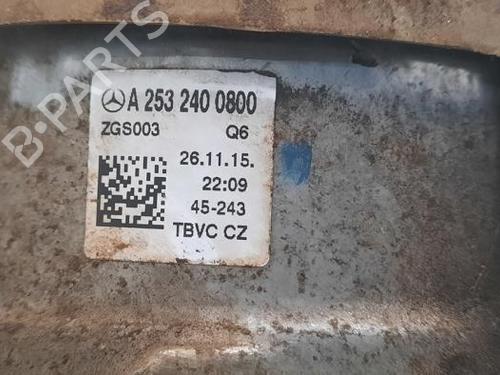 B-PARTS
A 253 240 0800
ZGS003 Q6
26.11.15.
22:09
45-243
TBVC CZ